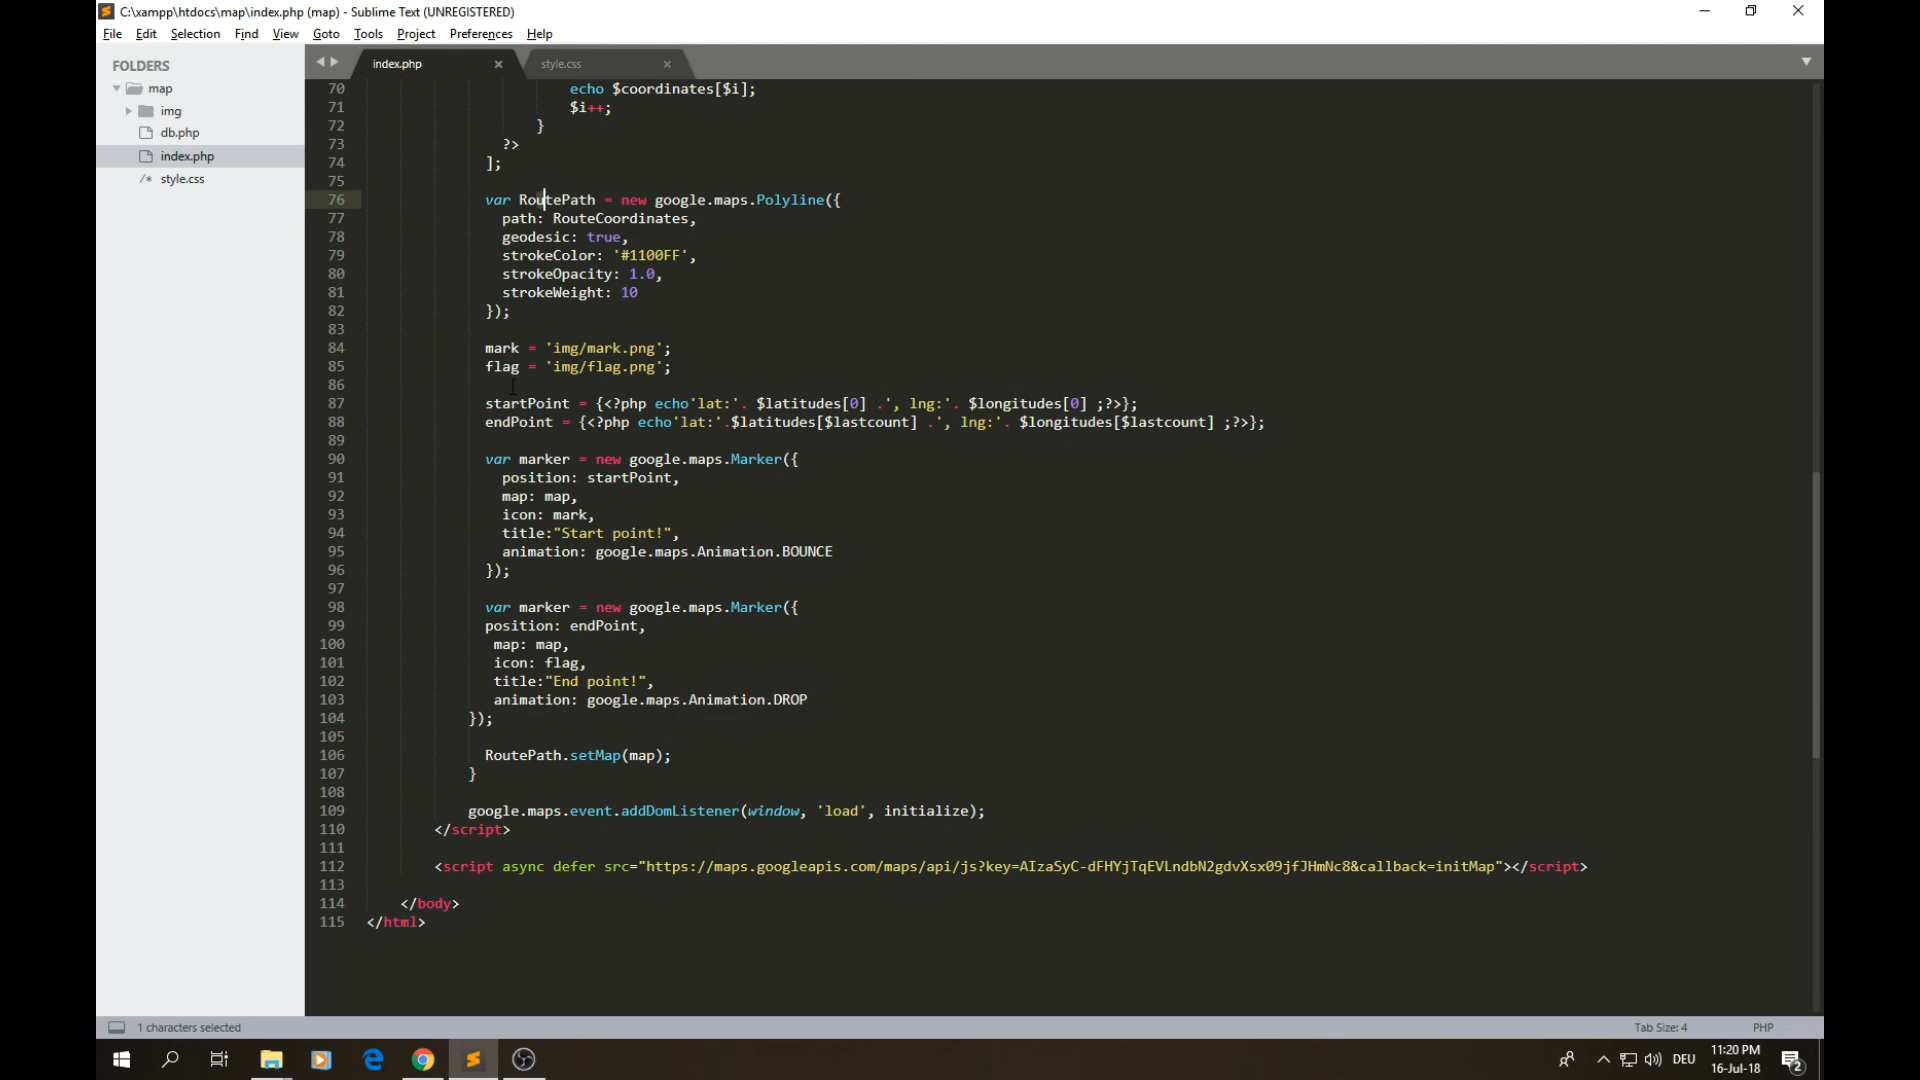 C:\xampp\htdocs\map\index.php (map) - Sublime Text (UNREGISTERED)
File Edit Selection Find View Goto Tools Project Preferences Help
FOLDERS
map
img
db.php
index.php
/* style.css
index.php × style.css ×
70 echo $coordinates[$i];
71 $i++;
72 }
73 ?>
74 ];
75
76 var RoutePath = new google.maps.Polyline({
77 path: RouteCoordinates,
78 geodesic: true,
79 strokeColor: '#1100FF',
80 strokeOpacity: 1.0,
81 strokeWeight: 10
82 });
83
84 mark = 'img/mark.png';
85 flag = 'img/flag.png';
86
87 startPoint = {<?php echo'lat:'. $latitudes[0] .', lng:'. $longitudes[0] ;?>};
88 endPoint = {<?php echo'lat:'.$latitudes[$lastcount] .', lng:'. $longitudes[$lastcount] ;?>};
89
90 var marker = new google.maps.Marker({
91 position: startPoint,
92 map: map,
93 icon: mark,
94 title:"Start point!",
95 animation: google.maps.Animation.BOUNCE
96 });
97
98 var marker = new google.maps.Marker({
99 position: endPoint,
100 map: map,
101 icon: flag,
102 title:"End point!",
103 animation: google.maps.Animation.DROP
104 });
105
106 RoutePath.setMap(map);
107 }
108
109 google.maps.event.addDomListener(window, 'load', initialize);
110 </script>
111
112 <script async defer src="https://maps.googleapis.com/maps/api/js?key=AIzaSyC-dFHYjTqEVLndbN2gdvXsx09jfJHmNc8&callback=initMap"></script>
113
114 </body>
115 </html>
1 characters selected
Tab Size: 4 PHP
DEU
11:20 PM
16-Jul-18
2